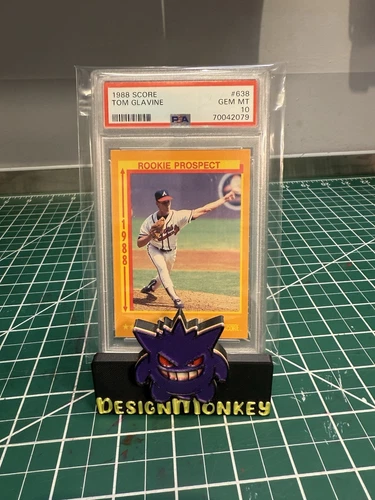 1988 SCORE #638
TOM GLAVINE GEM MT
10
PSA 70042079
ROOKIE PROSPECT
1988
DESIGNMONKEY